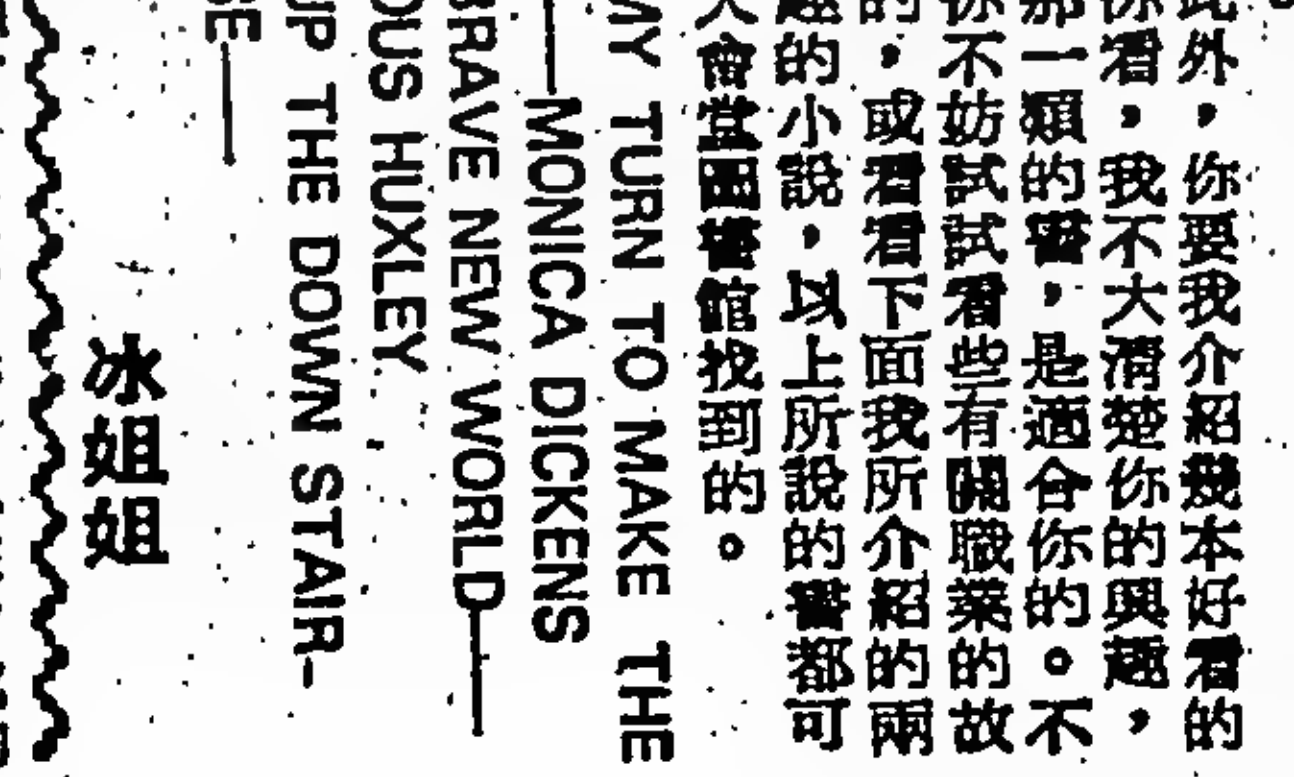 此外，你要我介紹幾本好看的
你看，我不大清楚你的興趣，
那一類的書，是適合你的。不
你不妨試試看些有關職業的故
的，或看看下面我所介紹的兩
趣的小說，以上所說的書都可
大會堂圖書館找到的。
MY TURN TO MAKE THE
—MONICA DICKENS
BRAVE NEW WORLD—
OUS HUXLEY
UP THE DOWN STAIR-
SE—
冰姐姐